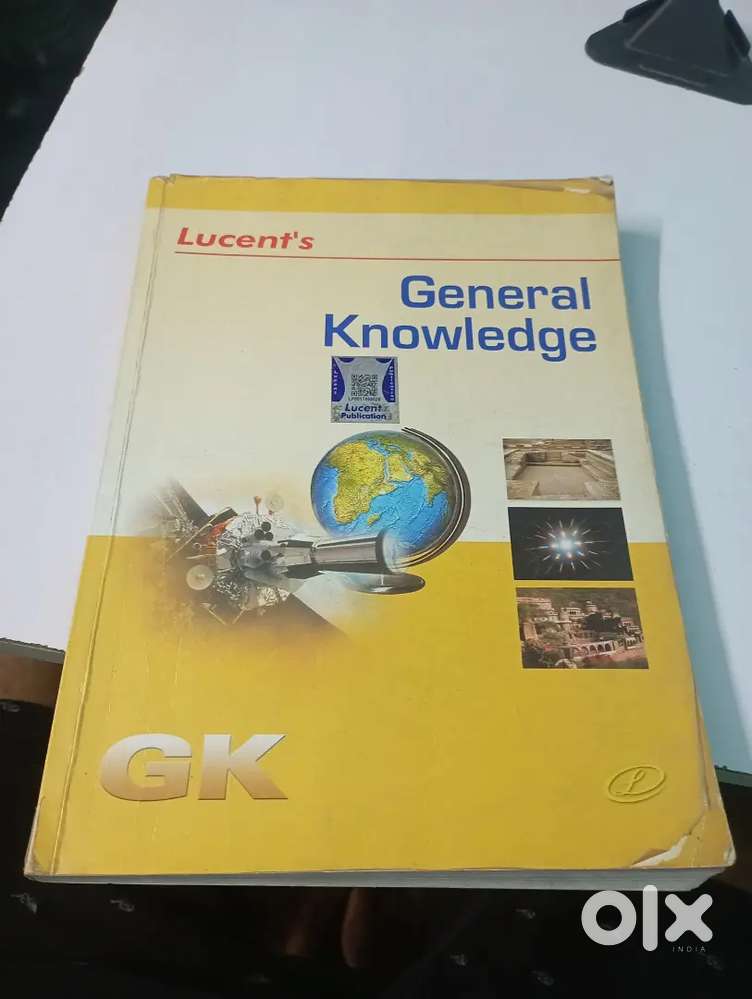 Lucent's
General
Knowledge
Lucent
Publication
GK
L
olx
INDIA